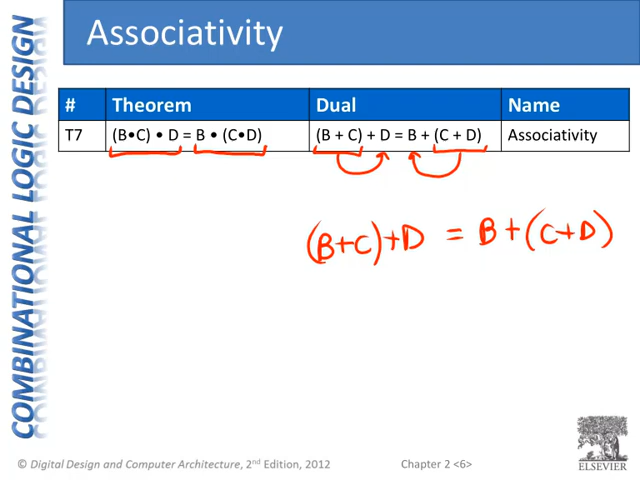 Associativity
COMBINATIONAL LOGIC DESIGN
# Theorem Dual Name
T7 (B•C) • D = B • (C•D) (B + C) + D = B + (C + D) Associativity
(B+C)+D = B+(C+D)
© Digital Design and Computer Architecture, 2nd Edition, 2012 Chapter 2 <6>
ELSEVIER